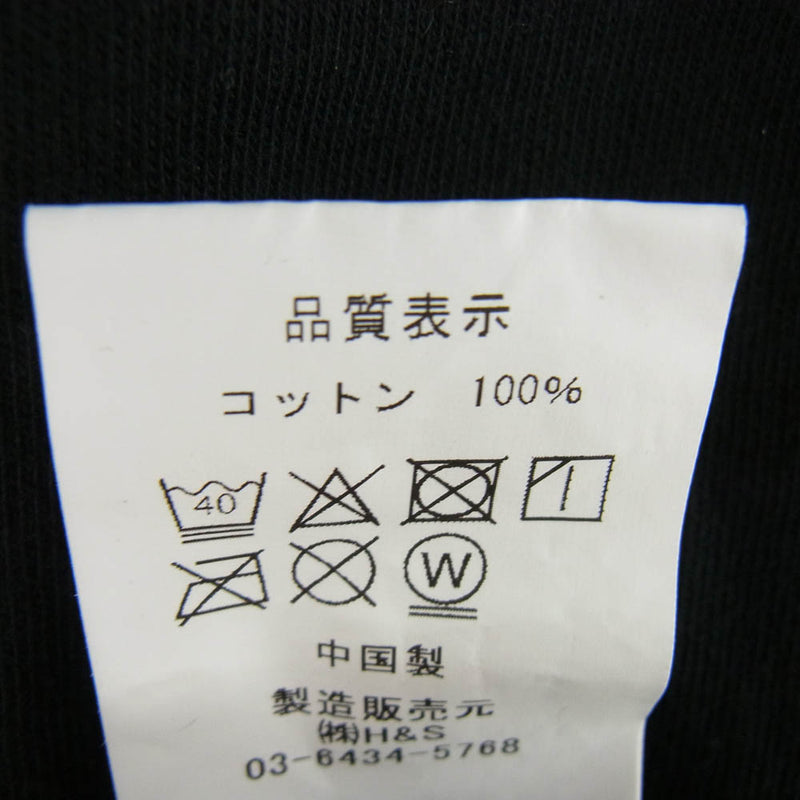 品質表示
コットン 100%
40
W
中国製
製造販売元
㈱H&S
03-6434-5768